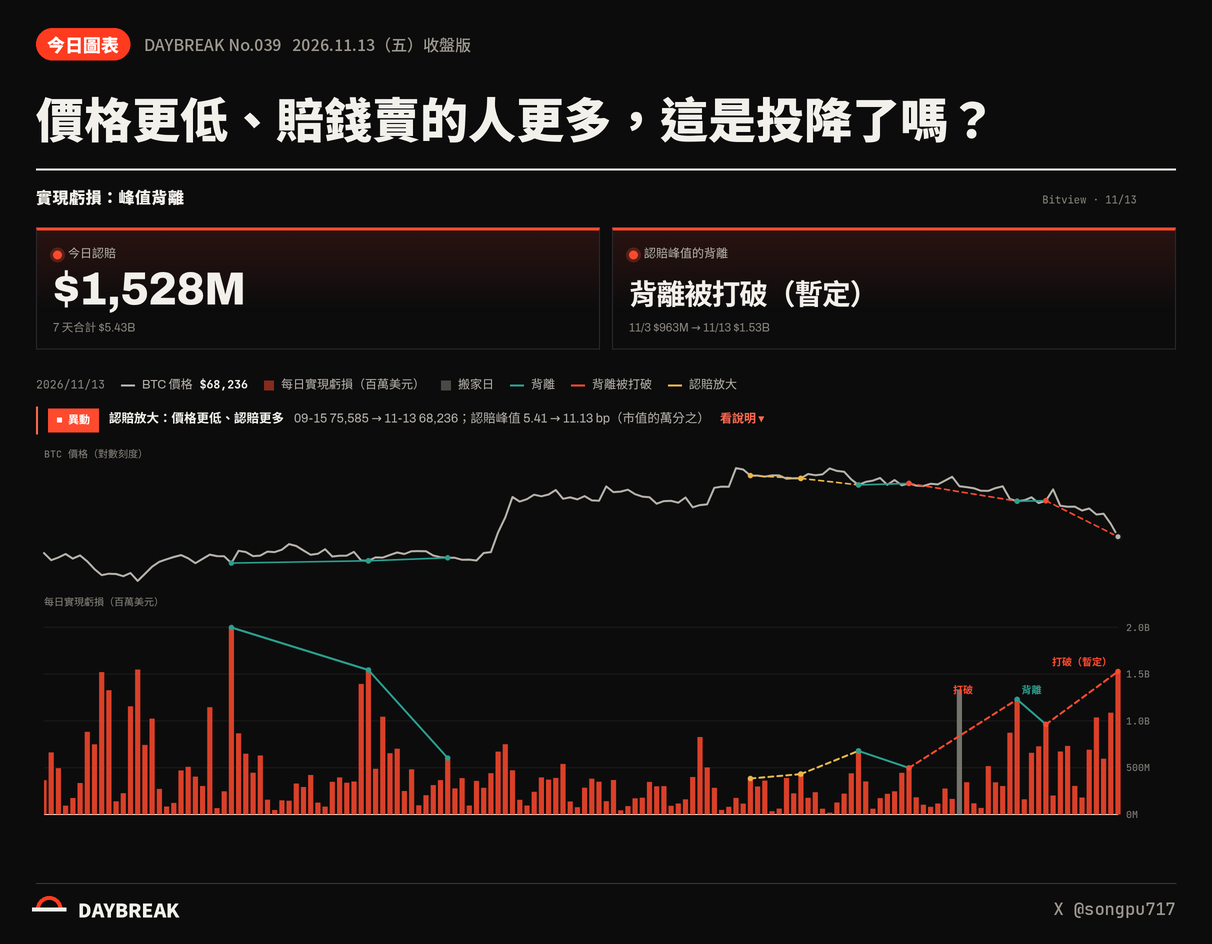 今日圖表 DAYBREAK No.039 2026.11.13（五）收盤版
價格更低、賠錢賣的人更多，這是投降了嗎？
實現虧損：峰值背離
Bitview · 11/13
今日認賠
$1,528M
7 天合計 $5.43B
認賠峰值的背離
背離被打破（暫定）
11/3 $963M → 11/13 $1.53B
2026/11/13 BTC 價格 $68,236 每日實現虧損（百萬美元） 搬家日 背離 背離被打破 認賠放大
異動 認賠放大：價格更低、認賠更多 09-15 75,585 → 11-13 68,236；認賠峰值 5.41 → 11.13 bp（市值的萬分之） 看說明 ▾
BTC 價格（對數刻度）
每日實現虧損（百萬美元）
2.0B
打破（暫定）
1.5B
打破
背離
1.0B
500M
0M
DAYBREAK
X @songpu717